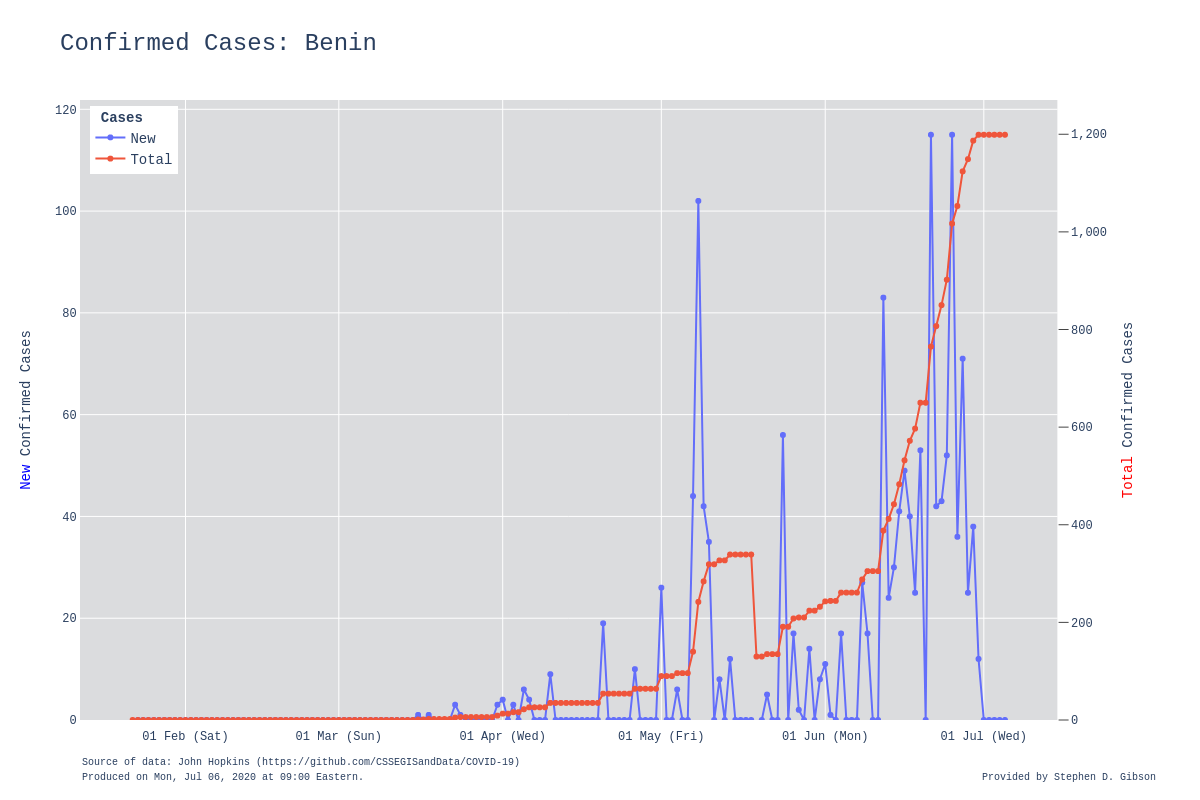 Confirmed Cases: Benin
Cases
New
Total
120
100
80
60
40
20
0
1,200
1,000
800
600
400
200
0
New Confirmed Cases
Total Confirmed Cases
01 Feb (Sat)
01 Mar (Sun)
01 Apr (Wed)
01 May (Fri)
01 Jun (Mon)
01 Jul (Wed)
Source of data: John Hopkins (https://github.com/CSSEGISandData/COVID-19)
Produced on Mon, Jul 06, 2020 at 09:00 Eastern.
Provided by Stephen D. Gibson